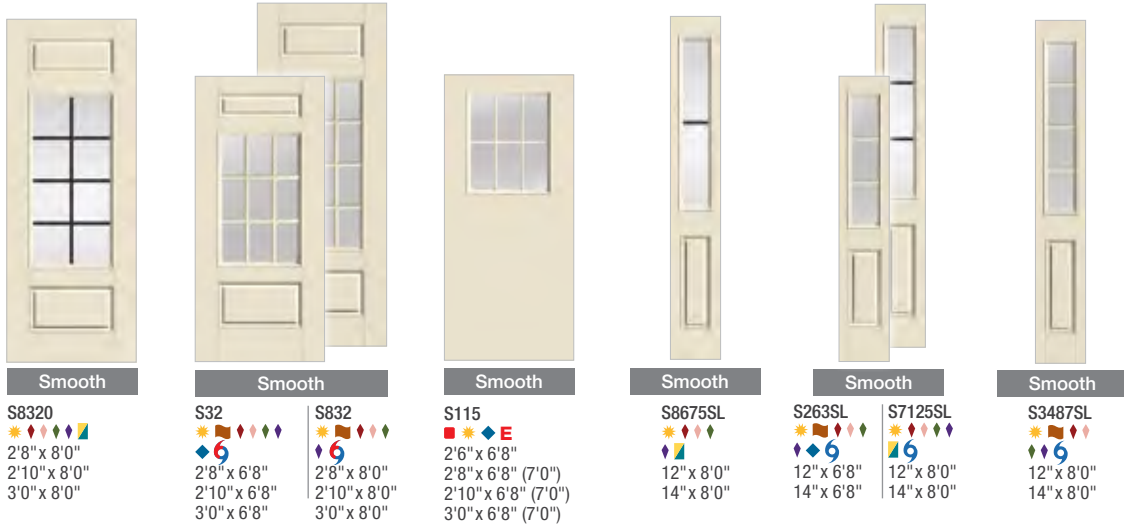 Smooth
S8320
2'8" x 8'0"
2'10" x 8'0"
3'0" x 8'0"
Smooth
S32
2'8" x 6'8"
2'10" x 6'8"
3'0" x 6'8"
S832
2'8" x 8'0"
2'10" x 8'0"
3'0" x 8'0"
Smooth
S115
E
2'6" x 6'8"
2'8" x 6'8" (7'0")
2'10" x 6'8" (7'0")
3'0" x 6'8" (7'0")
Smooth
S8675SL
12" x 8'0"
14" x 8'0"
Smooth
S263SL
12" x 6'8"
14" x 6'8"
S7125SL
12" x 8'0"
14" x 8'0"
Smooth
S3487SL
12" x 8'0"
14" x 8'0"